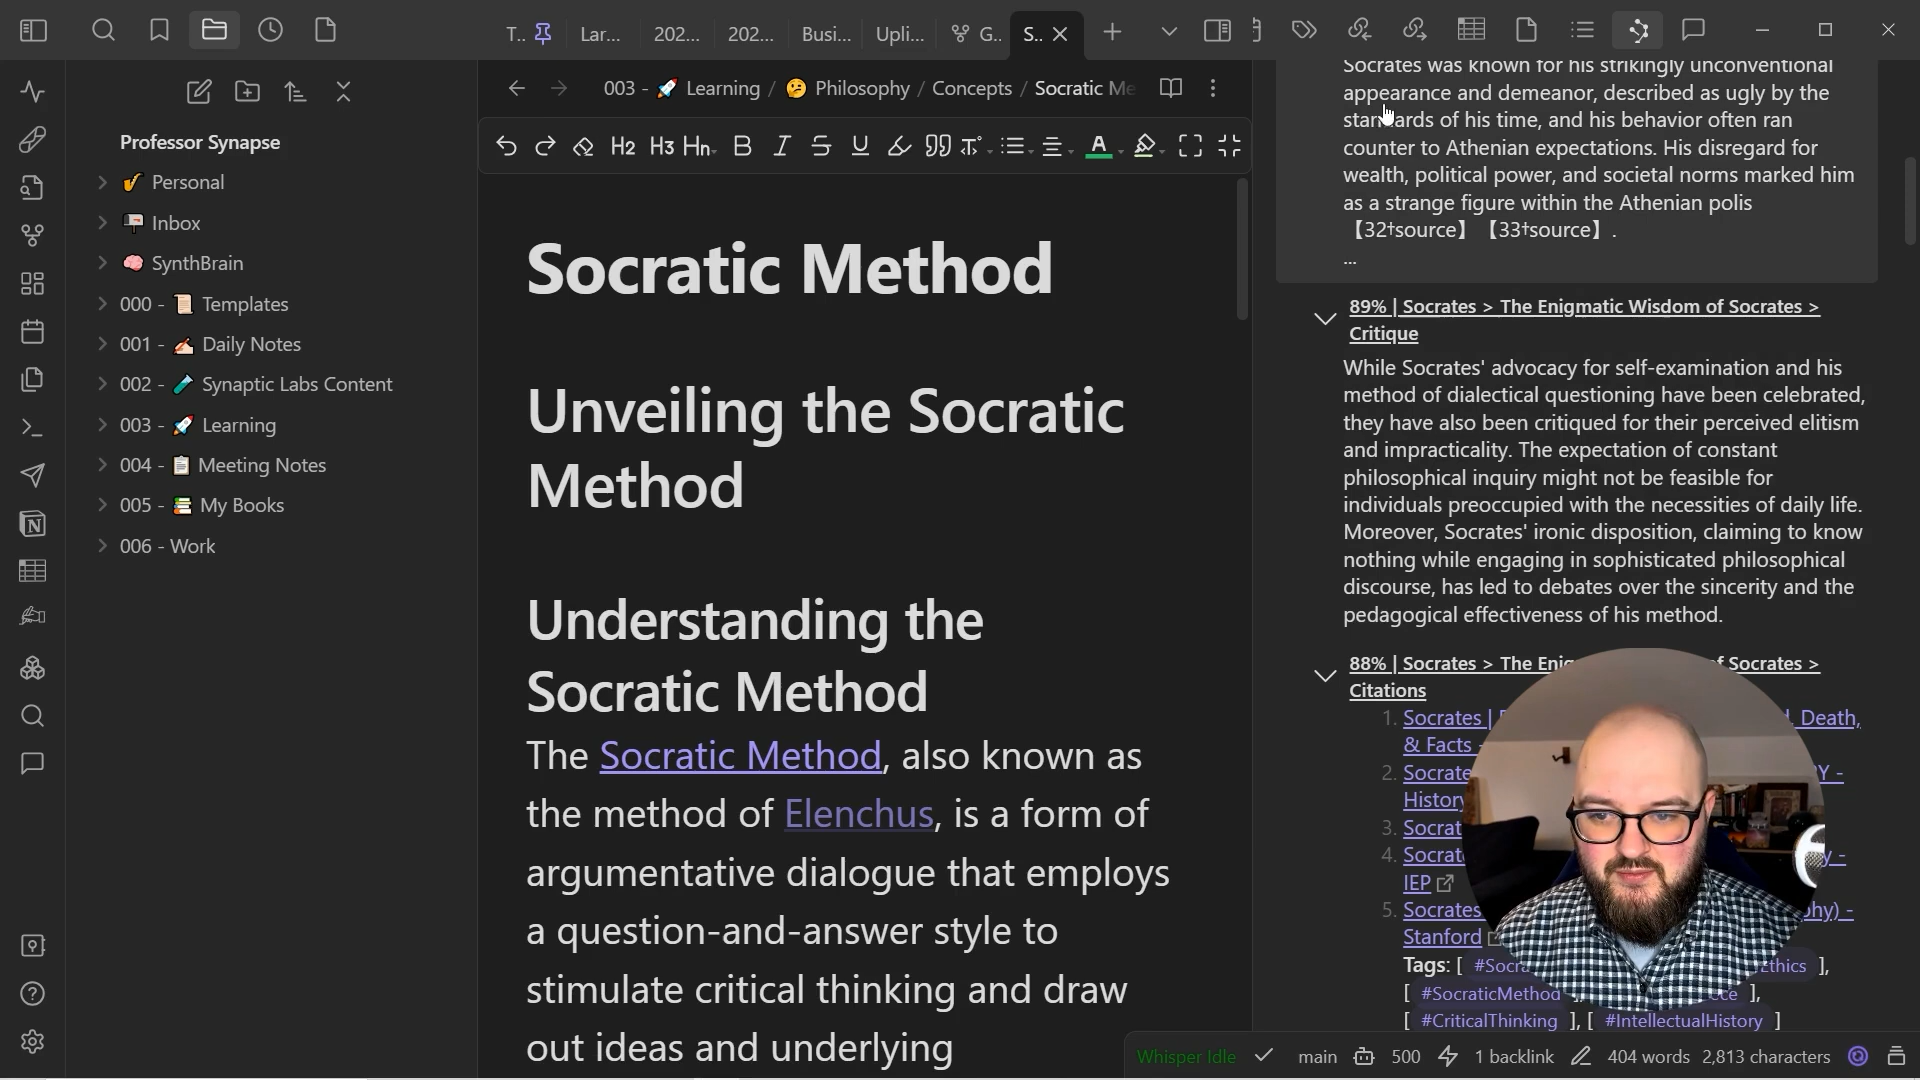 T..
Lar...
202...
202...
Busi...
Upli...
G..
S..
Professor Synapse
Personal
Inbox
SynthBrain
000 - Templates
001 - Daily Notes
002 - Synaptic Labs Content
003 - Learning
004 - Meeting Notes
005 - My Books
006 - Work
003 - 🚀 Learning / 🤔 Philosophy / Concepts / Socratic Me
H2 H3 Hn B I S U A
Socratic Method
Unveiling the Socratic
Method
Understanding the
Socratic Method
The Socratic Method, also known as
the method of Elenchus, is a form of
argumentative dialogue that employs
a question-and-answer style to
stimulate critical thinking and draw
out ideas and underlying
Socrates was known for his strikingly unconventional
appearance and demeanor, described as ugly by the
standards of his time, and his behavior often ran
counter to Athenian expectations. His disregard for
wealth, political power, and societal norms marked him
as a strange figure within the Athenian polis
【32†source】【33†source】.
...
89% | Socrates > The Enigmatic Wisdom of Socrates >
Critique
While Socrates' advocacy for self-examination and his
method of dialectical questioning have been celebrated,
they have also been critiqued for their perceived elitism
and impracticality. The expectation of constant
philosophical inquiry might not be feasible for
individuals preoccupied with the necessities of daily life.
Moreover, Socrates' ironic disposition, claiming to know
nothing while engaging in sophisticated philosophical
discourse, has led to debates over the sincerity and the
pedagogical effectiveness of his method.
88% | Socrates > The Enig f Socrates >
Citations
1. Socrates | Death,
& Facts -
2. Socrate Y -
History
3. Socrat
4. Socrat y -
IEP
5. Socrates phy) -
Stanford
Tags: [ #Socra Ethics ],
[ #SocraticMethod ce ],
[ #CriticalThinking ], [ #IntellectualHistory ]
Whisper Idle main 500 1 backlink 404 words 2,813 characters